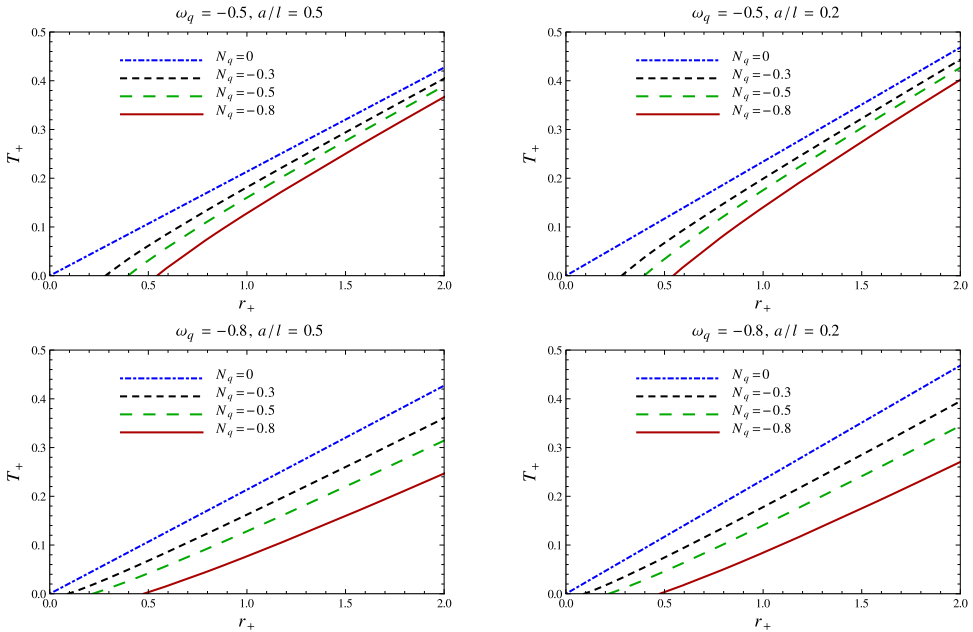 ω_q = −0.5, a/l = 0.5
0.5
0.4
0.3
0.2
0.1
0.0
T_+
N_q=0
N_q=−0.3
N_q=−0.5
N_q=−0.8
0.0 0.5 1.0 1.5 2.0
r_+
ω_q = −0.5, a/l = 0.2
0.5
0.4
0.3
0.2
0.1
0.0
T_+
N_q=0
N_q=−0.3
N_q=−0.5
N_q=−0.8
0.0 0.5 1.0 1.5 2.0
r_+
ω_q = −0.8, a/l = 0.5
0.5
0.4
0.3
0.2
0.1
0.0
T_+
N_q=0
N_q=−0.3
N_q=−0.5
N_q=−0.8
0.0 0.5 1.0 1.5 2.0
r_+
ω_q = −0.8, a/l = 0.2
0.5
0.4
0.3
0.2
0.1
0.0
T_+
N_q=0
N_q=−0.3
N_q=−0.5
N_q=−0.8
0.0 0.5 1.0 1.5 2.0
r_+